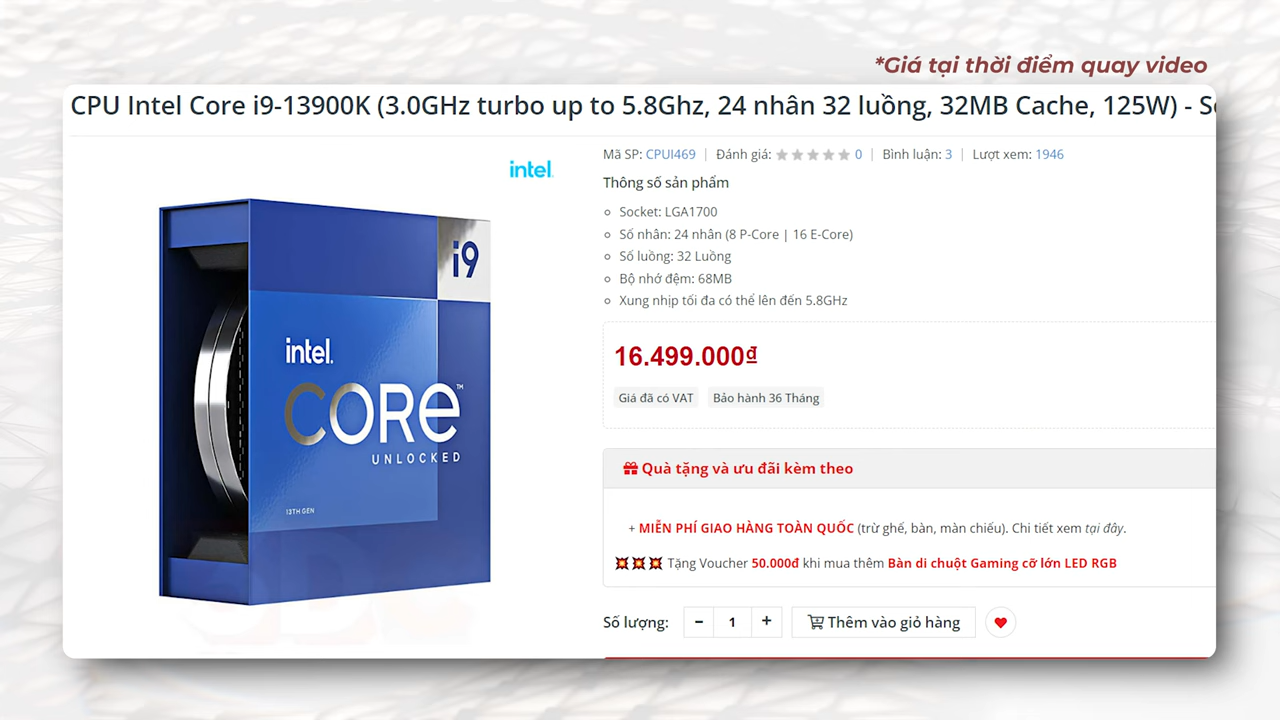 *Giá tại thời điểm quay video
CPU Intel Core i9-13900K (3.0GHz turbo up to 5.8Ghz, 24 nhân 32 luồng, 32MB Cache, 125W) -
Mã SP: CPUI469 | Đánh giá: 0 | Bình luận: 3 | Lượt xem: 1946
Thông số sản phẩm
Socket: LGA1700
Số nhân: 24 nhân (8 P-Core | 16 E-Core)
Số luồng: 32 Luồng
Bộ nhớ đệm: 68MB
Xung nhịp tối đa có thể lên đến 5.8GHz
16.499.000₫
Giá đã có VAT Bảo hành 36 Tháng
Quà tặng và ưu đãi kèm theo
+ MIỄN PHÍ GIAO HÀNG TOÀN QUỐC (trừ ghế, bàn, màn chiếu). Chi tiết xem tại đây.
Tặng Voucher 50.000đ khi mua thêm Bàn di chuột Gaming cỡ lớn LED RGB
Số lượng: - 1 + Thêm vào giỏ hàng
intel.
i9
intel.
CORE™
UNLOCKED
13TH GEN